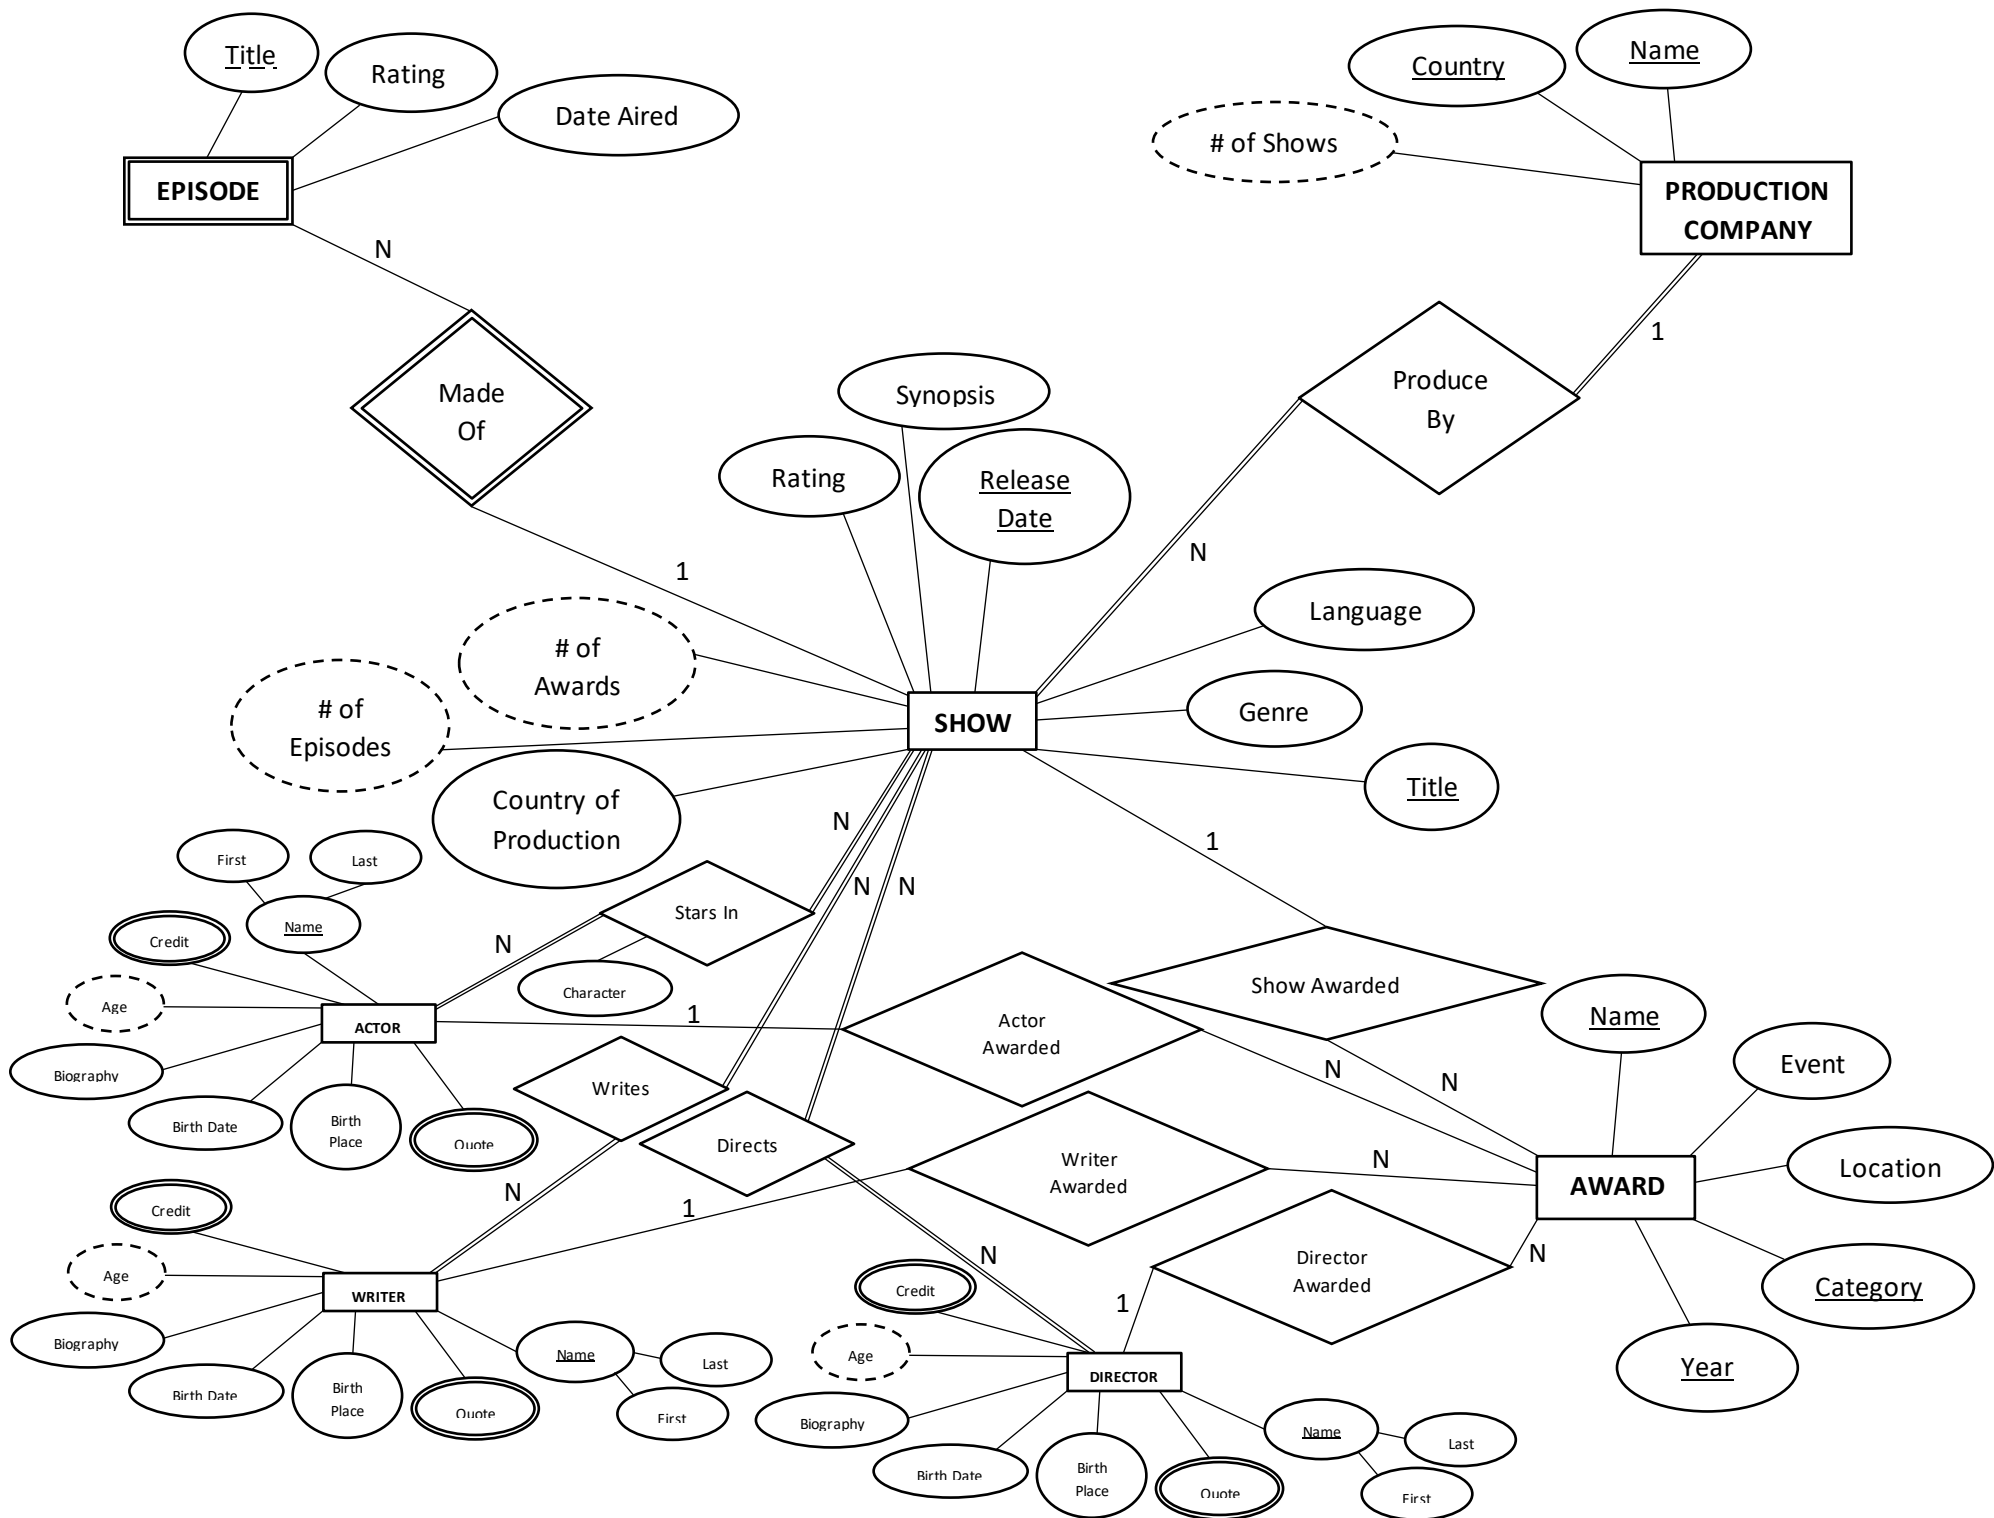 Title
Rating
Date Aired
EPISODE
Country
Name
# of Shows
PRODUCTION
COMPANY
N
Made
Of
1
Produce
By
1
N
Synopsis
Rating
Release
Date
Language
Genre
Title
# of
Awards
# of
Episodes
Country of
Production
SHOW
N
N
N
1
First
Last
Name
Credit
Age
Biography
Birth Date
Birth
Place
Quote
ACTOR
N
Stars In
Character
1
Actor
Awarded
N
Show Awarded
N
Writes
N
Directs
N
Writer
Awarded
1
N
Director
Awarded
1
N
Name
Event
Location
Category
Year
AWARD
Credit
Age
Biography
Birth Date
Birth
Place
Quote
Name
Last
First
WRITER
Credit
Age
Biography
Birth Date
Birth
Place
Quote
Name
Last
First
DIRECTOR